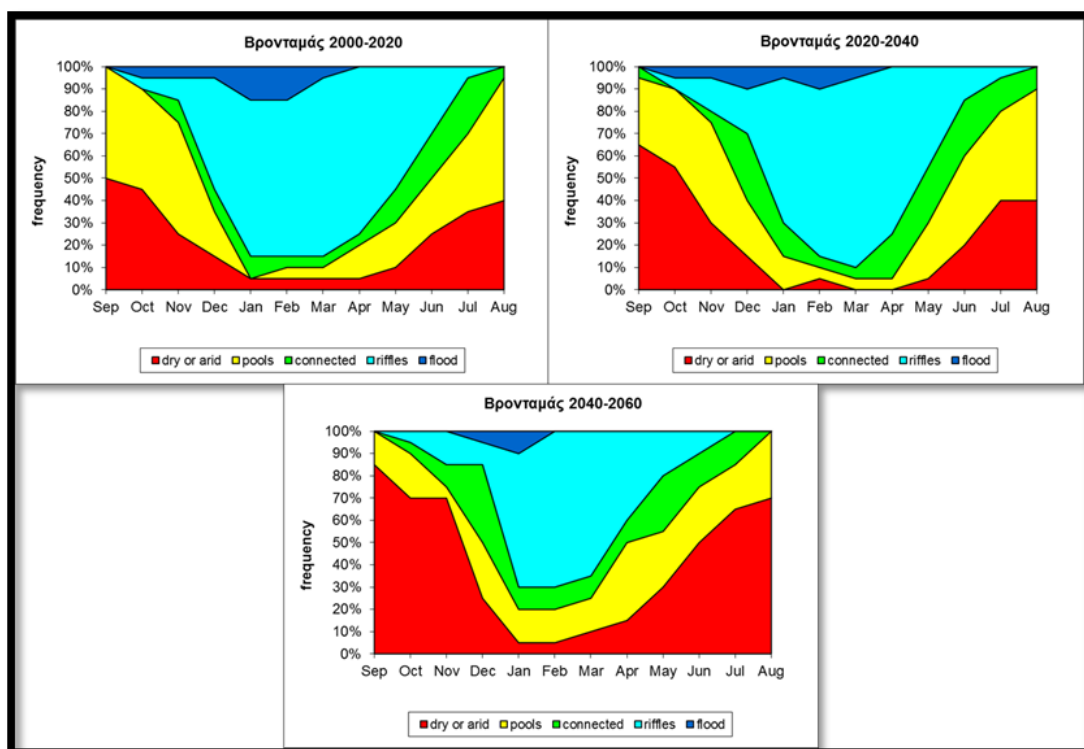 Βρονταμάς 2000-2020
100%
90%
80%
70%
60%
50%
40%
30%
20%
10%
0%
frequency
Sep Oct Nov Dec Jan Feb Mar Apr May Jun Jul Aug
dry or arid pools connected riffles flood
Βρονταμάς 2020-2040
100%
90%
80%
70%
60%
50%
40%
30%
20%
10%
0%
frequency
Sep Oct Nov Dec Jan Feb Mar Apr May Jun Jul Aug
dry or arid pools connected riffles flood
Βρονταμάς 2040-2060
100%
90%
80%
70%
60%
50%
40%
30%
20%
10%
0%
frequency
Sep Oct Nov Dec Jan Feb Mar Apr May Jun Jul Aug
dry or arid pools connected riffles flood